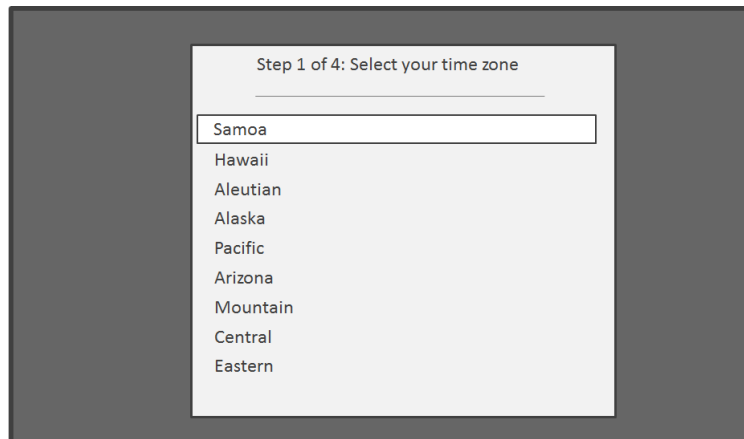 Step 1 of 4: Select your time zone
Samoa
Hawaii
Aleutian
Alaska
Pacific
Arizona
Mountain
Central
Eastern